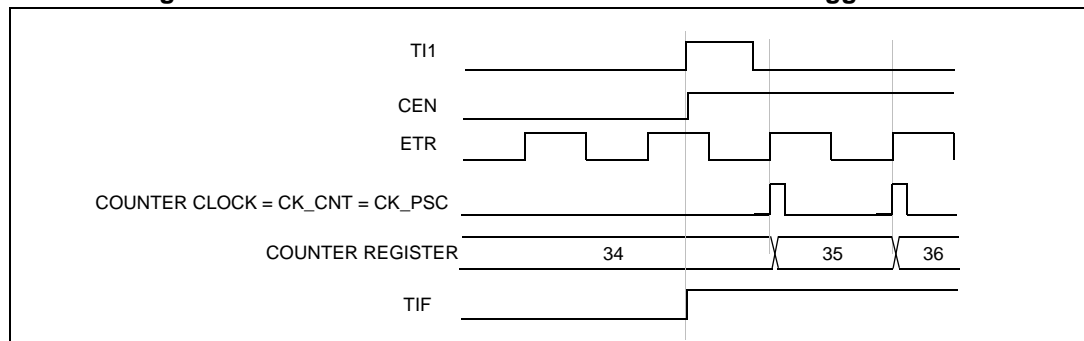 TI1
CEN
ETR
COUNTER CLOCK = CK_CNT = CK_PSC
COUNTER REGISTER 34 35 36
TIF